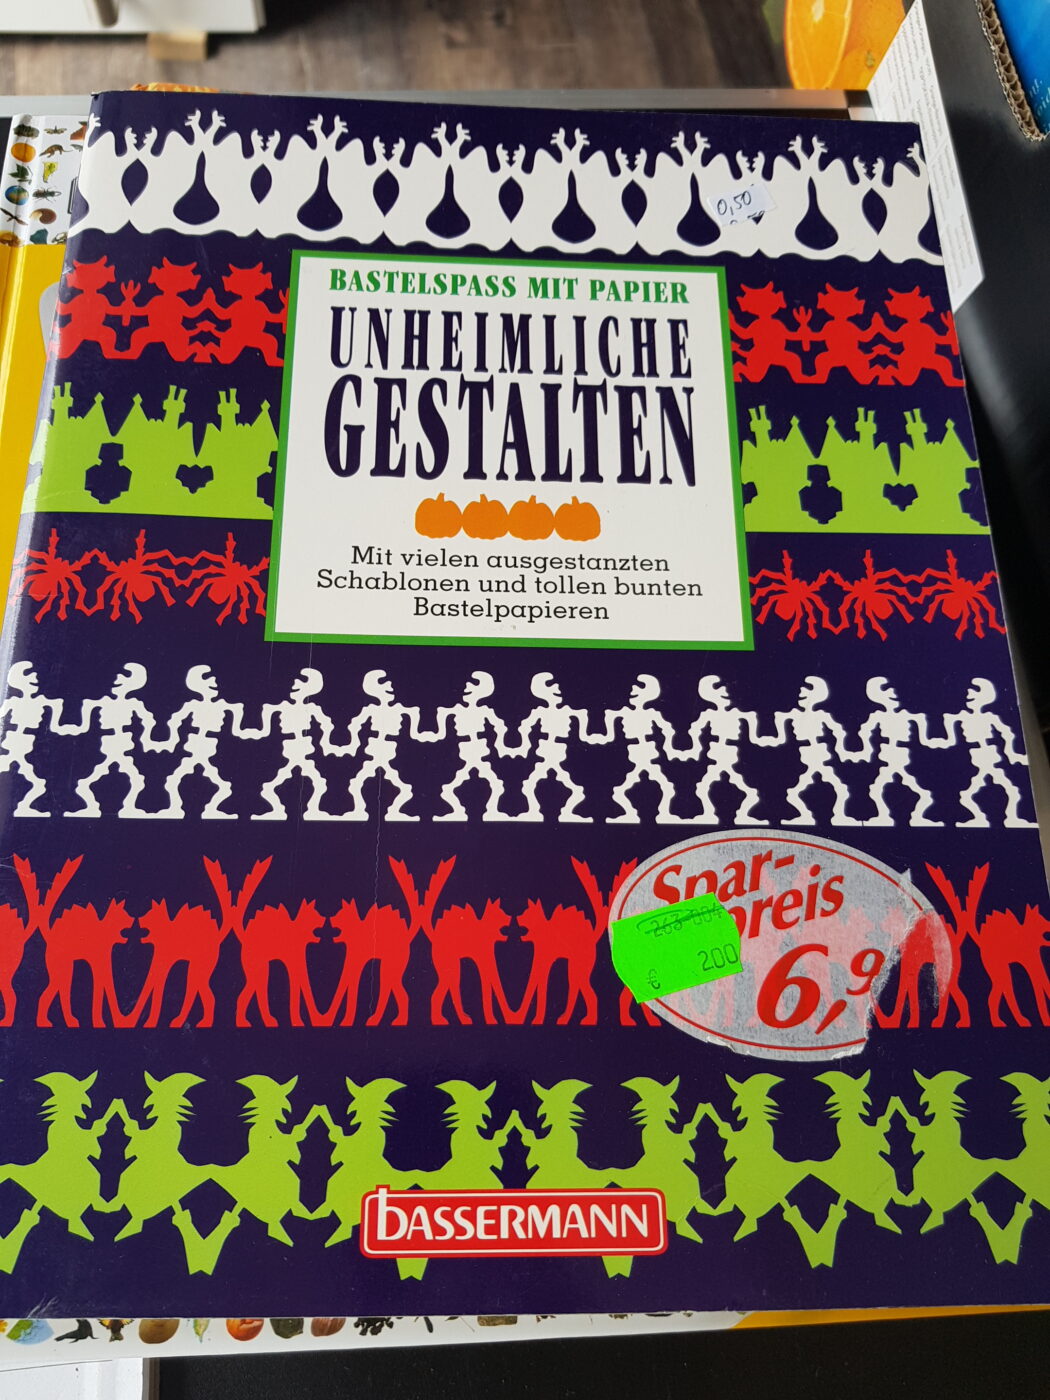 0,50
BASTELSPASS MIT PAPIER
UNHEIMLICHE
GESTALTEN
Mit vielen ausgestanzten
Schablonen und tollen bunten
Bastelpapieren
Spar-
preis
6,9
€ 200
bASSERMANN